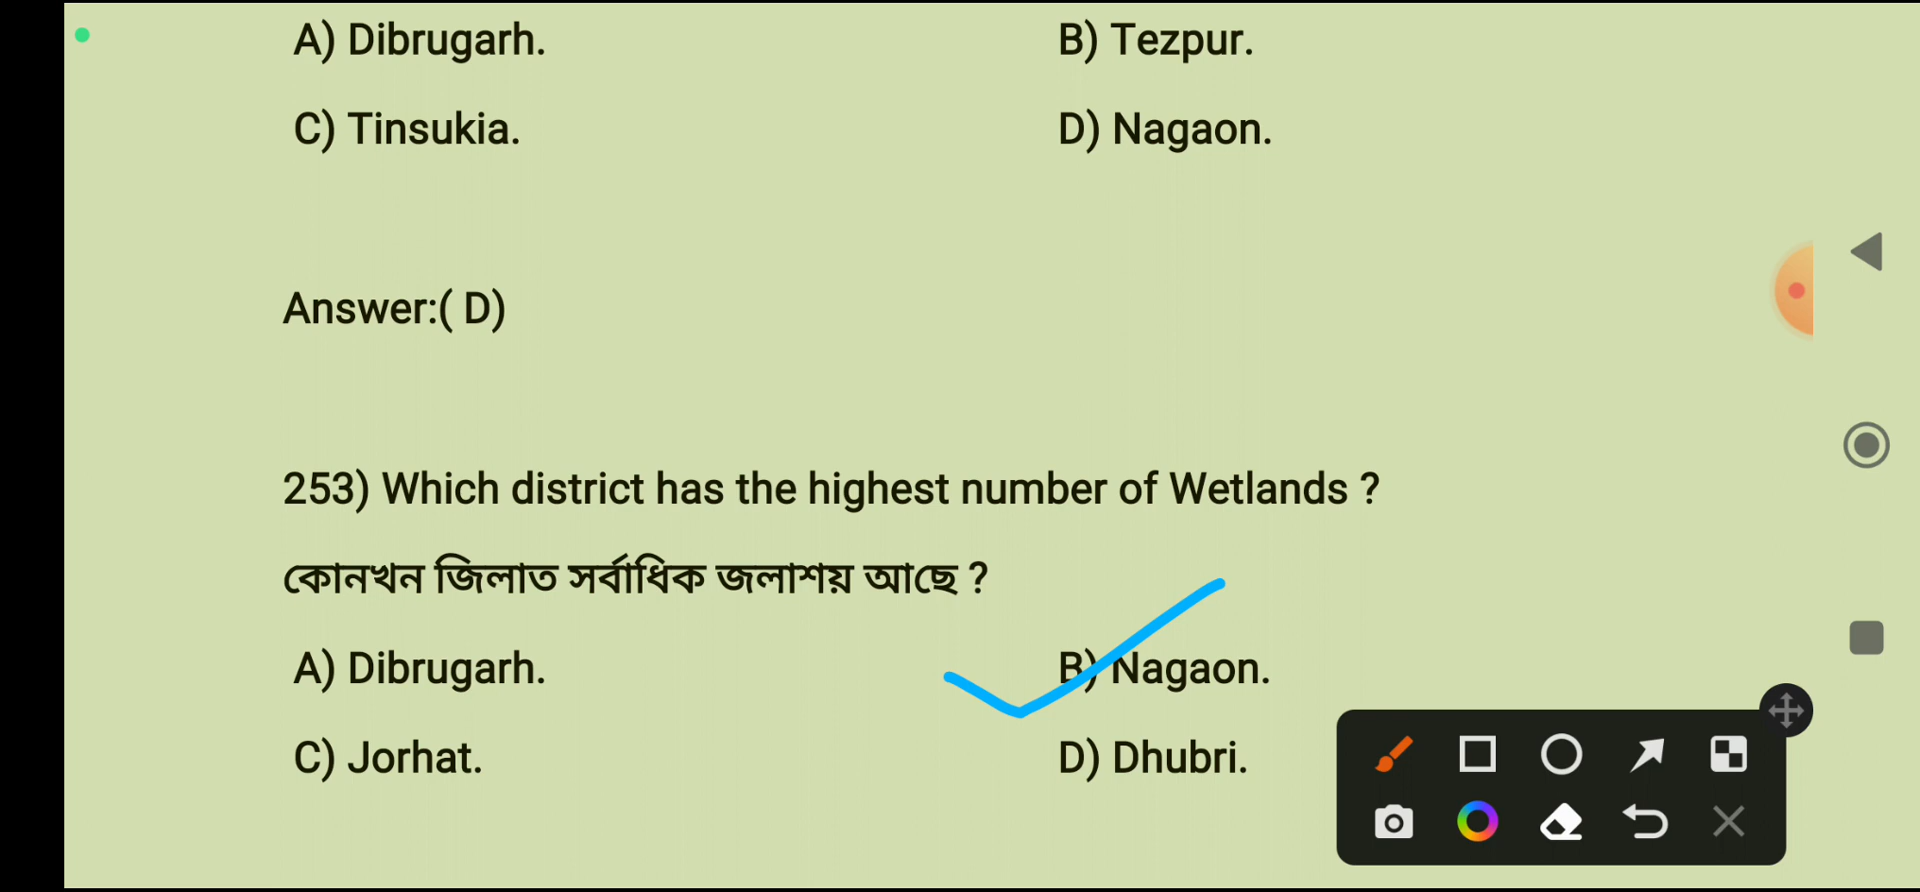 A) Dibrugarh. B) Tezpur.
C) Tinsukia. D) Nagaon.
Answer:( D)
253) Which district has the highest number of Wetlands ?
কোনখন জিলাত সৰ্বাধিক জলাশয় আছে ?
A) Dibrugarh. B) Nagaon.
C) Jorhat. D) Dhubri.